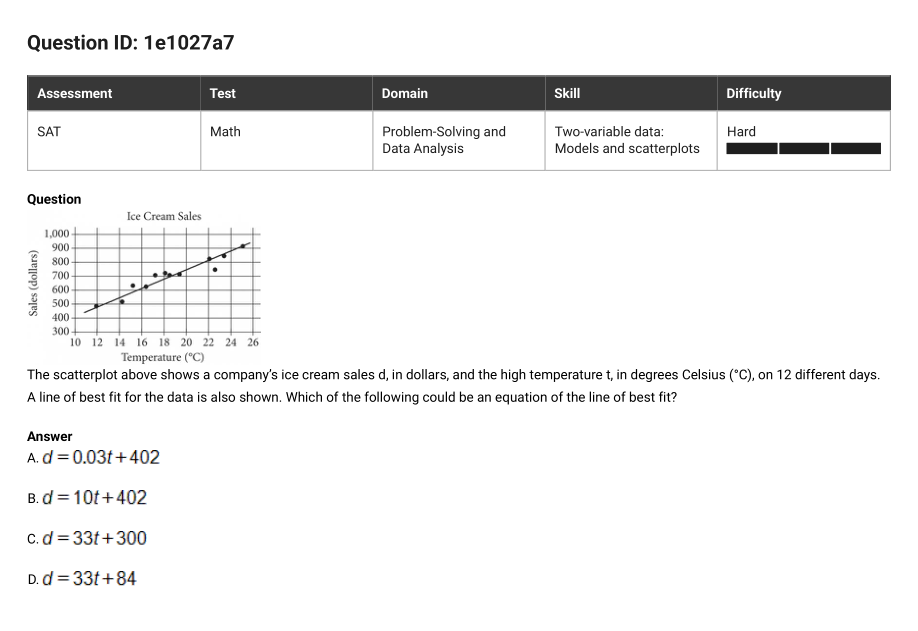 Question ID: 1e1027a7
Assessment Test Domain Skill Difficulty
SAT Math Problem-Solving and Data Analysis Two-variable data: Models and scatterplots Hard
Question
Ice Cream Sales
1,000
900
800
700
600
500
400
300
Sales (dollars)
10 12 14 16 18 20 22 24 26
Temperature (°C)
The scatterplot above shows a company’s ice cream sales d, in dollars, and the high temperature t, in degrees Celsius (°C), on 12 different days.
A line of best fit for the data is also shown. Which of the following could be an equation of the line of best fit?
Answer
A. d = 0.03t + 402
B. d = 10t + 402
C. d = 33t + 300
D. d = 33t + 84